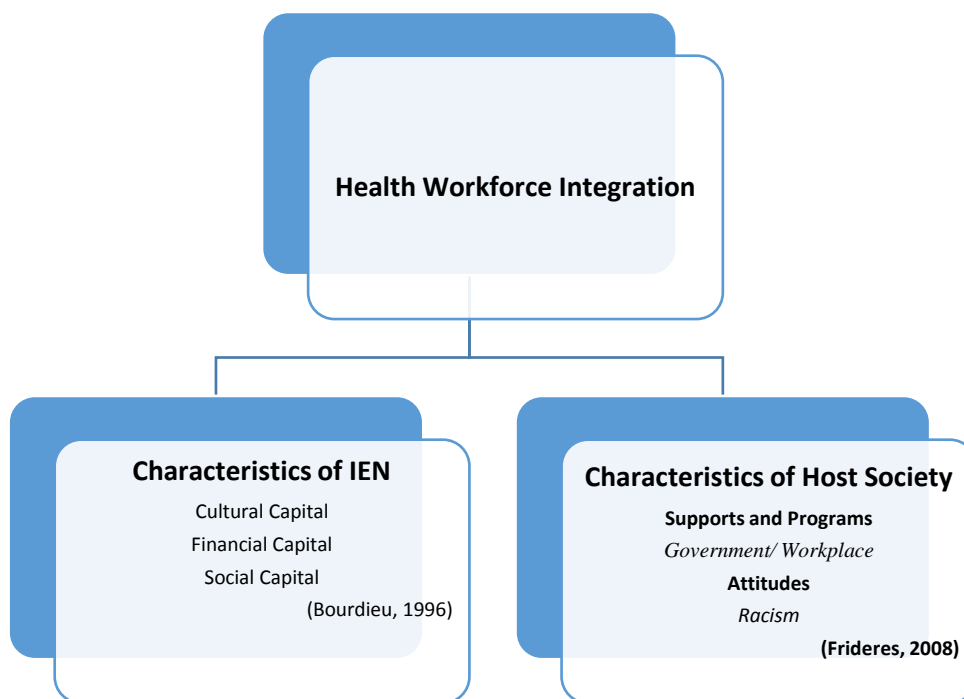 Health Workforce Integration
Characteristics of IEN
Cultural Capital
Financial Capital
Social Capital
(Bourdieu, 1996)
Characteristics of Host Society
Supports and Programs
Government/ Workplace
Attitudes
Racism
(Frideres, 2008)